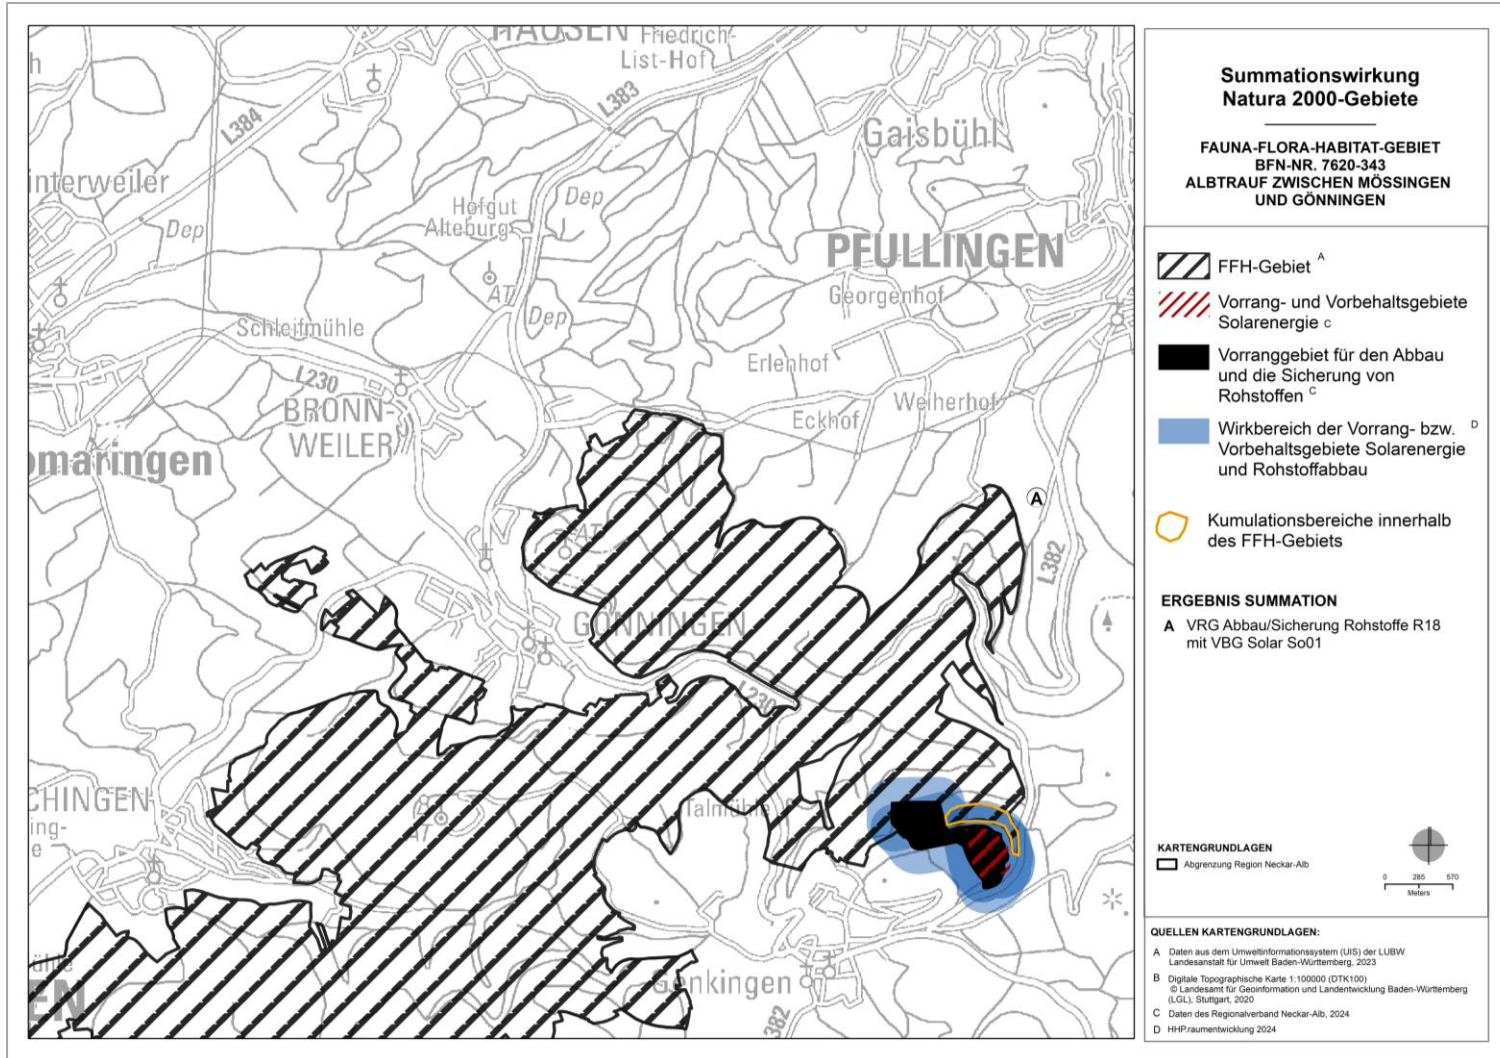 HAUSEN
Friedrich-
List-Hof
L383
L384
Gaisbühl
Hofgut
Alteburg
Dep
Dep
AT
Dep
PFULLINGEN
Georgenhof
Schleifmühle
Erlenhof
L230
BRONN-
WEILER
Eckhof
Weiherhof
A
AT
L382
GÖNNINGEN
L230
Talmühle
AT
Genkingen
Summationswirkung
Natura 2000-Gebiete
FAUNA-FLORA-HABITAT-GEBIET
BFN-NR. 7620-343
ALBTRAUF ZWISCHEN MÖSSINGEN
UND GÖNNINGEN
FFH-Gebiet A
Vorrang- und Vorbehaltsgebiete
Solarenergie C
Vorranggebiet für den Abbau
und die Sicherung von
Rohstoffen C
Wirkbereich der Vorrang- bzw. D
Vorbehaltsgebiete Solarenergie
und Rohstoffabbau
Kumulationsbereiche innerhalb
des FFH-Gebiets
ERGEBNIS SUMMATION
A VRG Abbau/Sicherung Rohstoffe R18
mit VBG Solar So01
KARTENGRUNDLAGEN
Abgrenzung Region Neckar-Alb
0 285 570
Meters
QUELLEN KARTENGRUNDLAGEN:
A Daten aus dem Umweltinformationssystem (UIS) der LUBW
Landesanstalt für Umwelt Baden-Württemberg, 2023
B Digitale Topographische Karte 1:100000 (DTK100)
© Landesamt für Geoinformation und Landentwicklung Baden-Württemberg
(LGL), Stuttgart, 2020
C Daten des Regionalverband Neckar-Alb, 2024
D HHP.raumentwicklung 2024